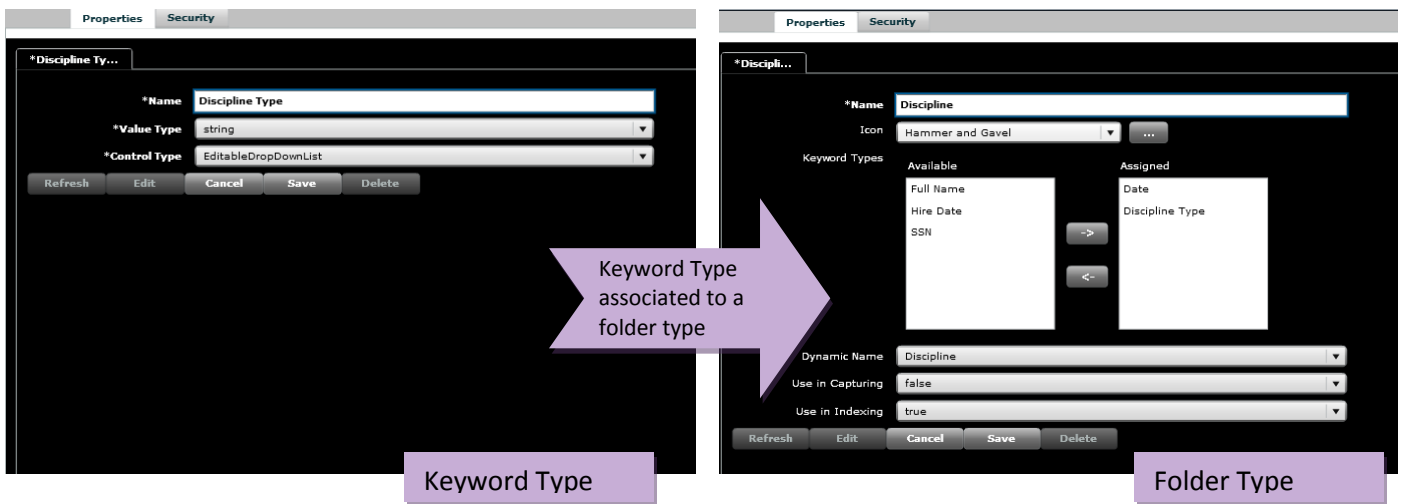 Properties Security
*Discipline Ty...
*Name Discipline Type
*Value Type string
*Control Type EditableDropDownList
Refresh Edit Cancel Save Delete
Keyword Type
associated to a
folder type
Keyword Type
Properties Security
*Discipli...
*Name Discipline
Icon Hammer and Gavel ...
Keyword Types
Available Assigned
Full Name Date
Hire Date Discipline Type
SSN
->
<-
Dynamic Name Discipline
Use in Capturing false
Use in Indexing true
Refresh Edit Cancel Save Delete
Folder Type